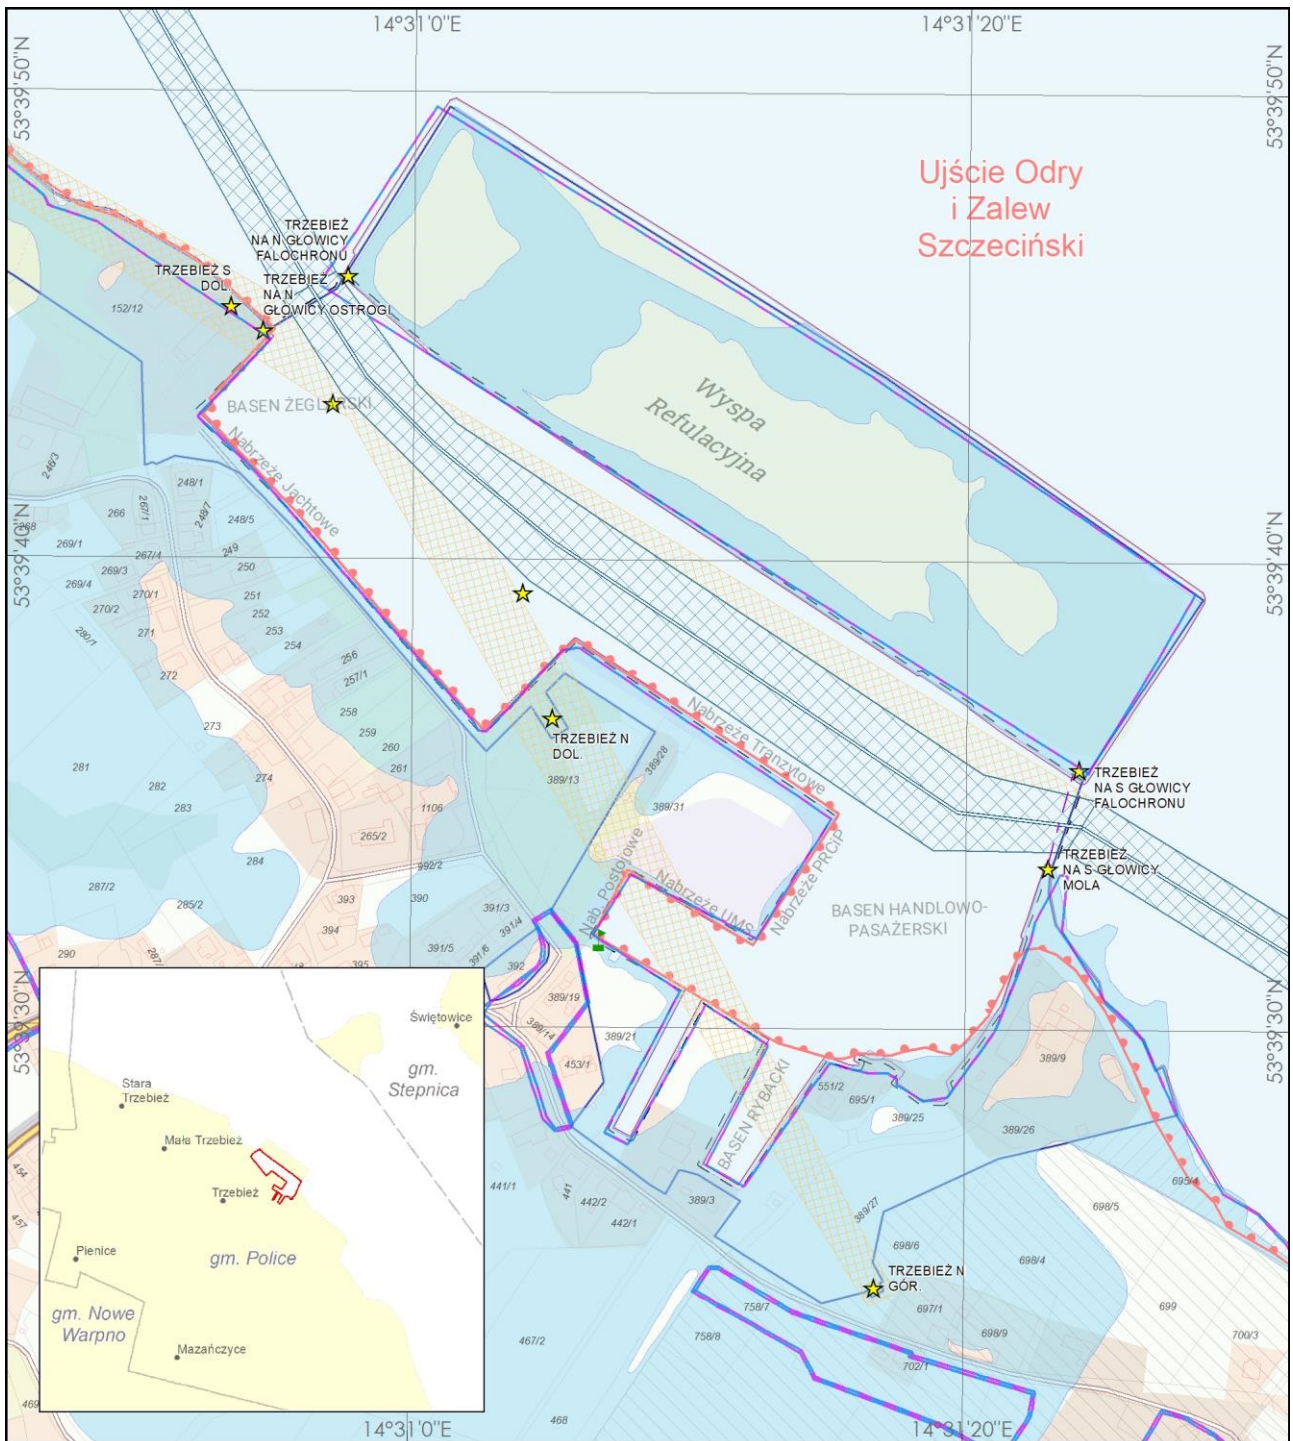 14°31'0"E
14°31'20"E
53°39'50"N
53°39'50"N
Ujście Odry
i Zalew
Szczeciński
TRZEBIEŻ
NA N GŁOWICY
FALOCHRONU
TRZEBIEŻ S
DOL.
TRZEBIEŻ
NA N
GŁOWICY OSTROGI
152/12
BASEN ŻEGLARSKI
Wyspa
Refulacyjna
Nabrzeże Jachtowe
246/3
248/1
266
267/1
248/7
248/5
268
269/1
267/4
249
53°39'40"N
53°39'40"N
269/3
250
269/4
270/1
251
270/2
252
271
253
280/1
254
256
272
257/1
258
273
259
260
261
281
274
282
283
1106
265/2
284
992/2
287/2
285/2
393
390
394
391/3
391/4
391/5
391/6
392
290
287/
395
Nabrzeże Tranzytowe
TRZEBIEŻ N
DOL.
389/13
389/28
389/31
TRZEBIEŻ
NA S GŁOWICY
FALOCHRONU
Nab. Postojowe
Nabrzeże UMS
Nabrzeże PRCiP
TRZEBIEŻ
NA S GŁOWICY
MOLA
BASEN HANDLOWO-
PASAŻERSKI
53°39'30"N
53°39'30"N
389/19
389/14
389/21
453/1
389/9
BASEN RYBACKI
551/2
695/1
389/25
389/26
Świętowice
gm.
Stepnica
Stara
Trzebież
Mała Trzebież
Trzebież
gm. Police
Pienice
gm. Nowe
Warpno
Mazańczyce
454
457
469
441/1
441
442/2
442/1
389/3
389/27
695/4
698/5
698/6
698/4
TRZEBIEŻ N
GÓR.
697/1
699
698/9
700/3
758/7
758/8
702/1
467/2
468
14°31'0"E
14°31'20"E